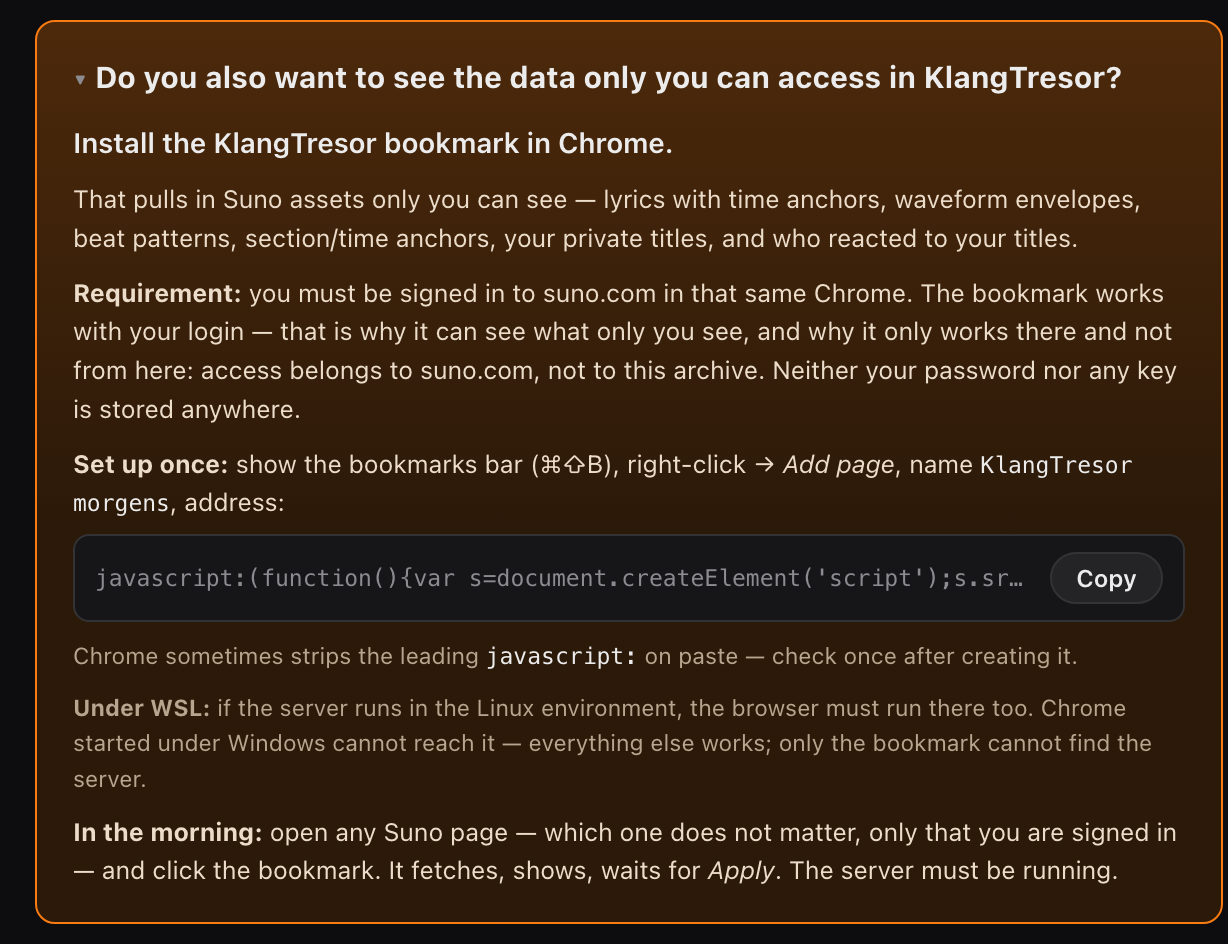 ▼ Do you also want to see the data only you can access in KlangTresor?
Install the KlangTresor bookmark in Chrome.
That pulls in Suno assets only you can see — lyrics with time anchors, waveform envelopes,
beat patterns, section/time anchors, your private titles, and who reacted to your titles.
Requirement: you must be signed in to suno.com in that same Chrome. The bookmark works
with your login — that is why it can see what only you see, and why it only works there and not
from here: access belongs to suno.com, not to this archive. Neither your password nor any key
is stored anywhere.
Set up once: show the bookmarks bar (⌘⇧B), right-click → Add page, name KlangTresor
morgens, address:
javascript:(function(){var s=document.createElement('script');s.sr… Copy
Chrome sometimes strips the leading javascript: on paste — check once after creating it.
Under WSL: if the server runs in the Linux environment, the browser must run there too. Chrome
started under Windows cannot reach it — everything else works; only the bookmark cannot find the
server.
In the morning: open any Suno page — which one does not matter, only that you are signed in
— and click the bookmark. It fetches, shows, waits for Apply. The server must be running.